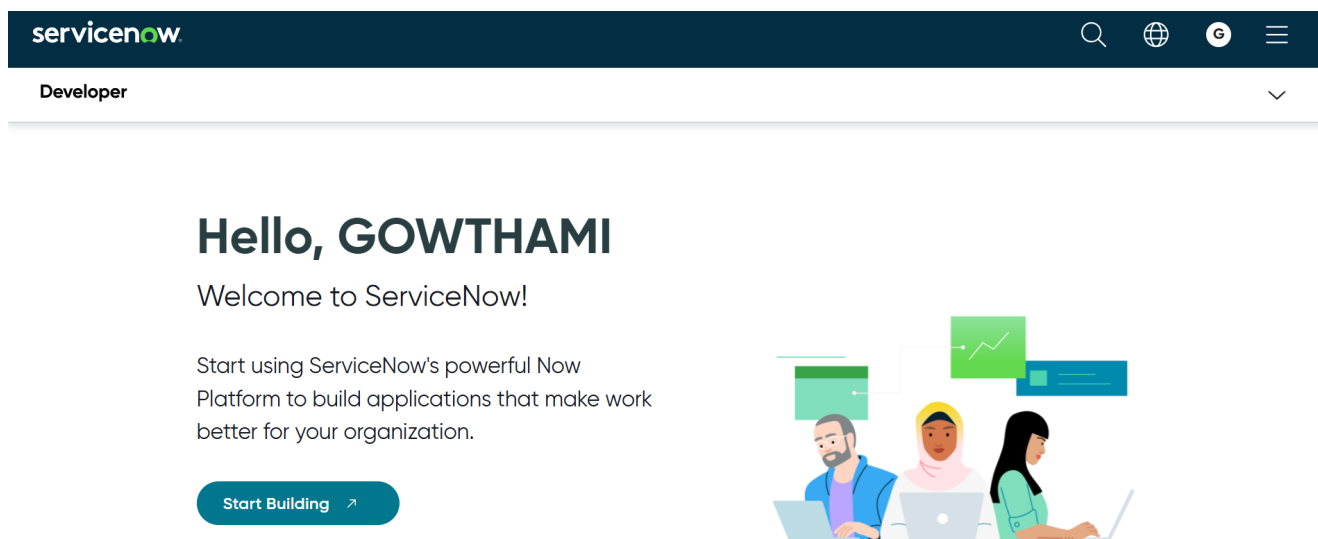 servicenow.
G
Developer
Hello, GOWTHAMI
Welcome to ServiceNow!
Start using ServiceNow's powerful Now
Platform to build applications that make work
better for your organization.
Start Building